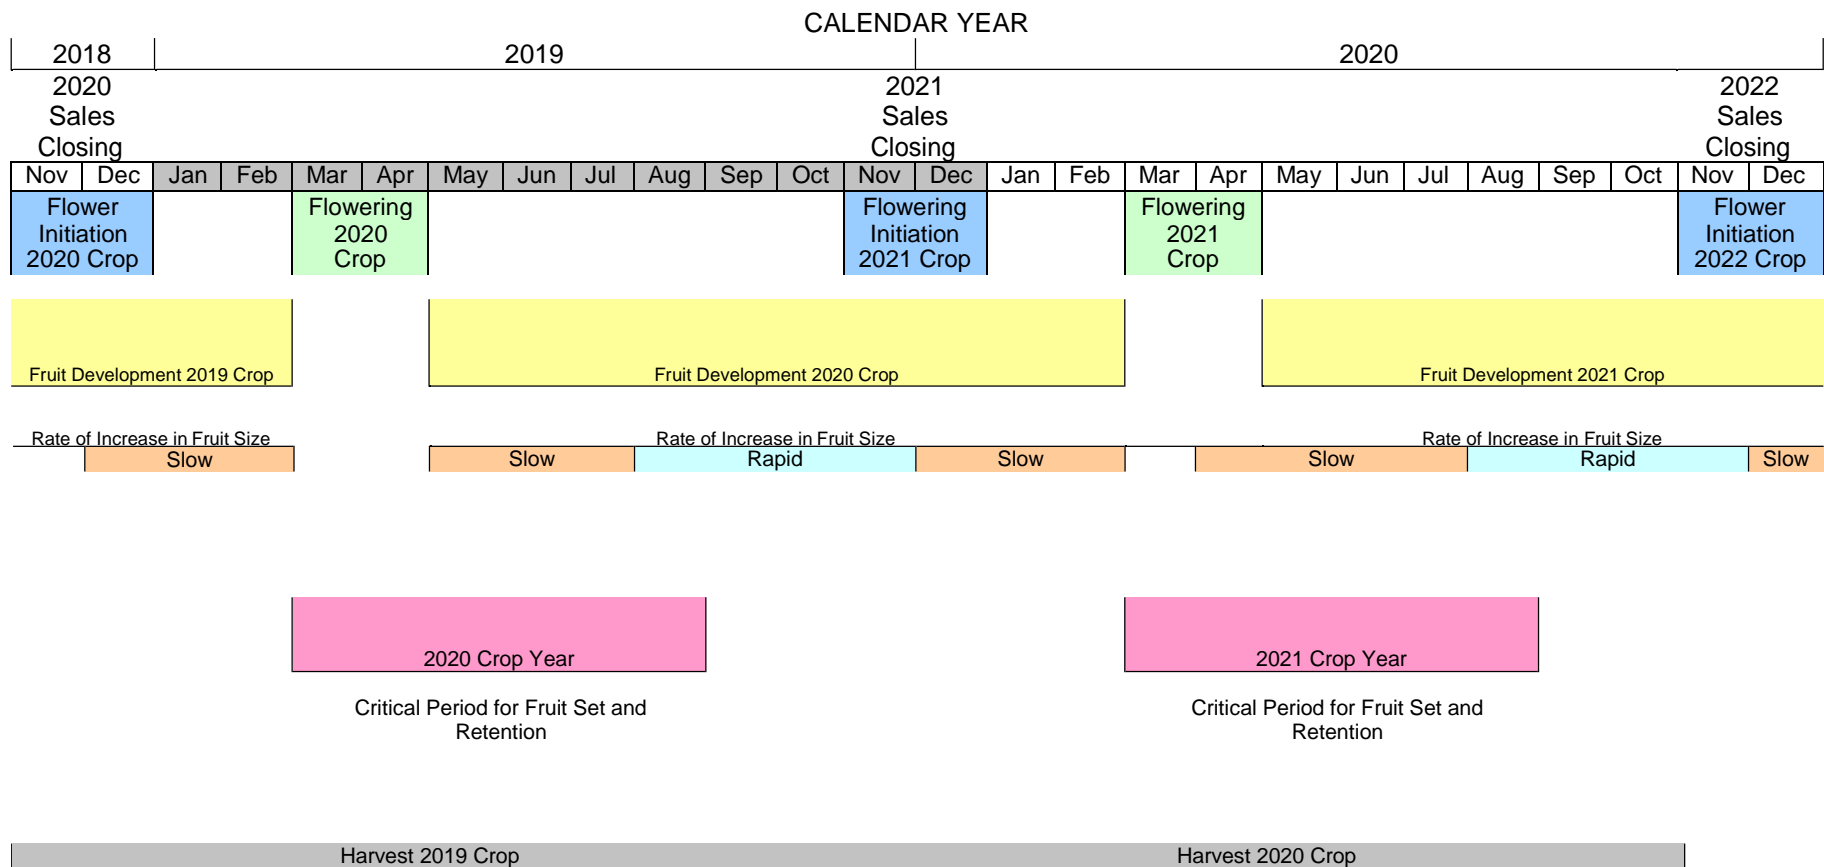 CALENDAR YEAR
2018 2019 2020
2020 2021 2022
Sales Sales Sales
Closing Closing Closing
Nov Dec Jan Feb Mar Apr May Jun Jul Aug Sep Oct Nov Dec Jan Feb Mar Apr May Jun Jul Aug Sep Oct Nov Dec
Flower Flowering Flowering Flowering Flower
Initiation 2020 Initiation 2021 Initiation
2020 Crop Crop 2021 Crop Crop 2022 Crop
Fruit Development 2019 Crop Fruit Development 2020 Crop Fruit Development 2021 Crop
Rate of Increase in Fruit Size Rate of Increase in Fruit Size Rate of Increase in Fruit Size
Slow Slow Rapid Slow Slow Rapid Slow
2020 Crop Year 2021 Crop Year
Critical Period for Fruit Set and Critical Period for Fruit Set and
Retention Retention
Harvest 2019 Crop Harvest 2020 Crop